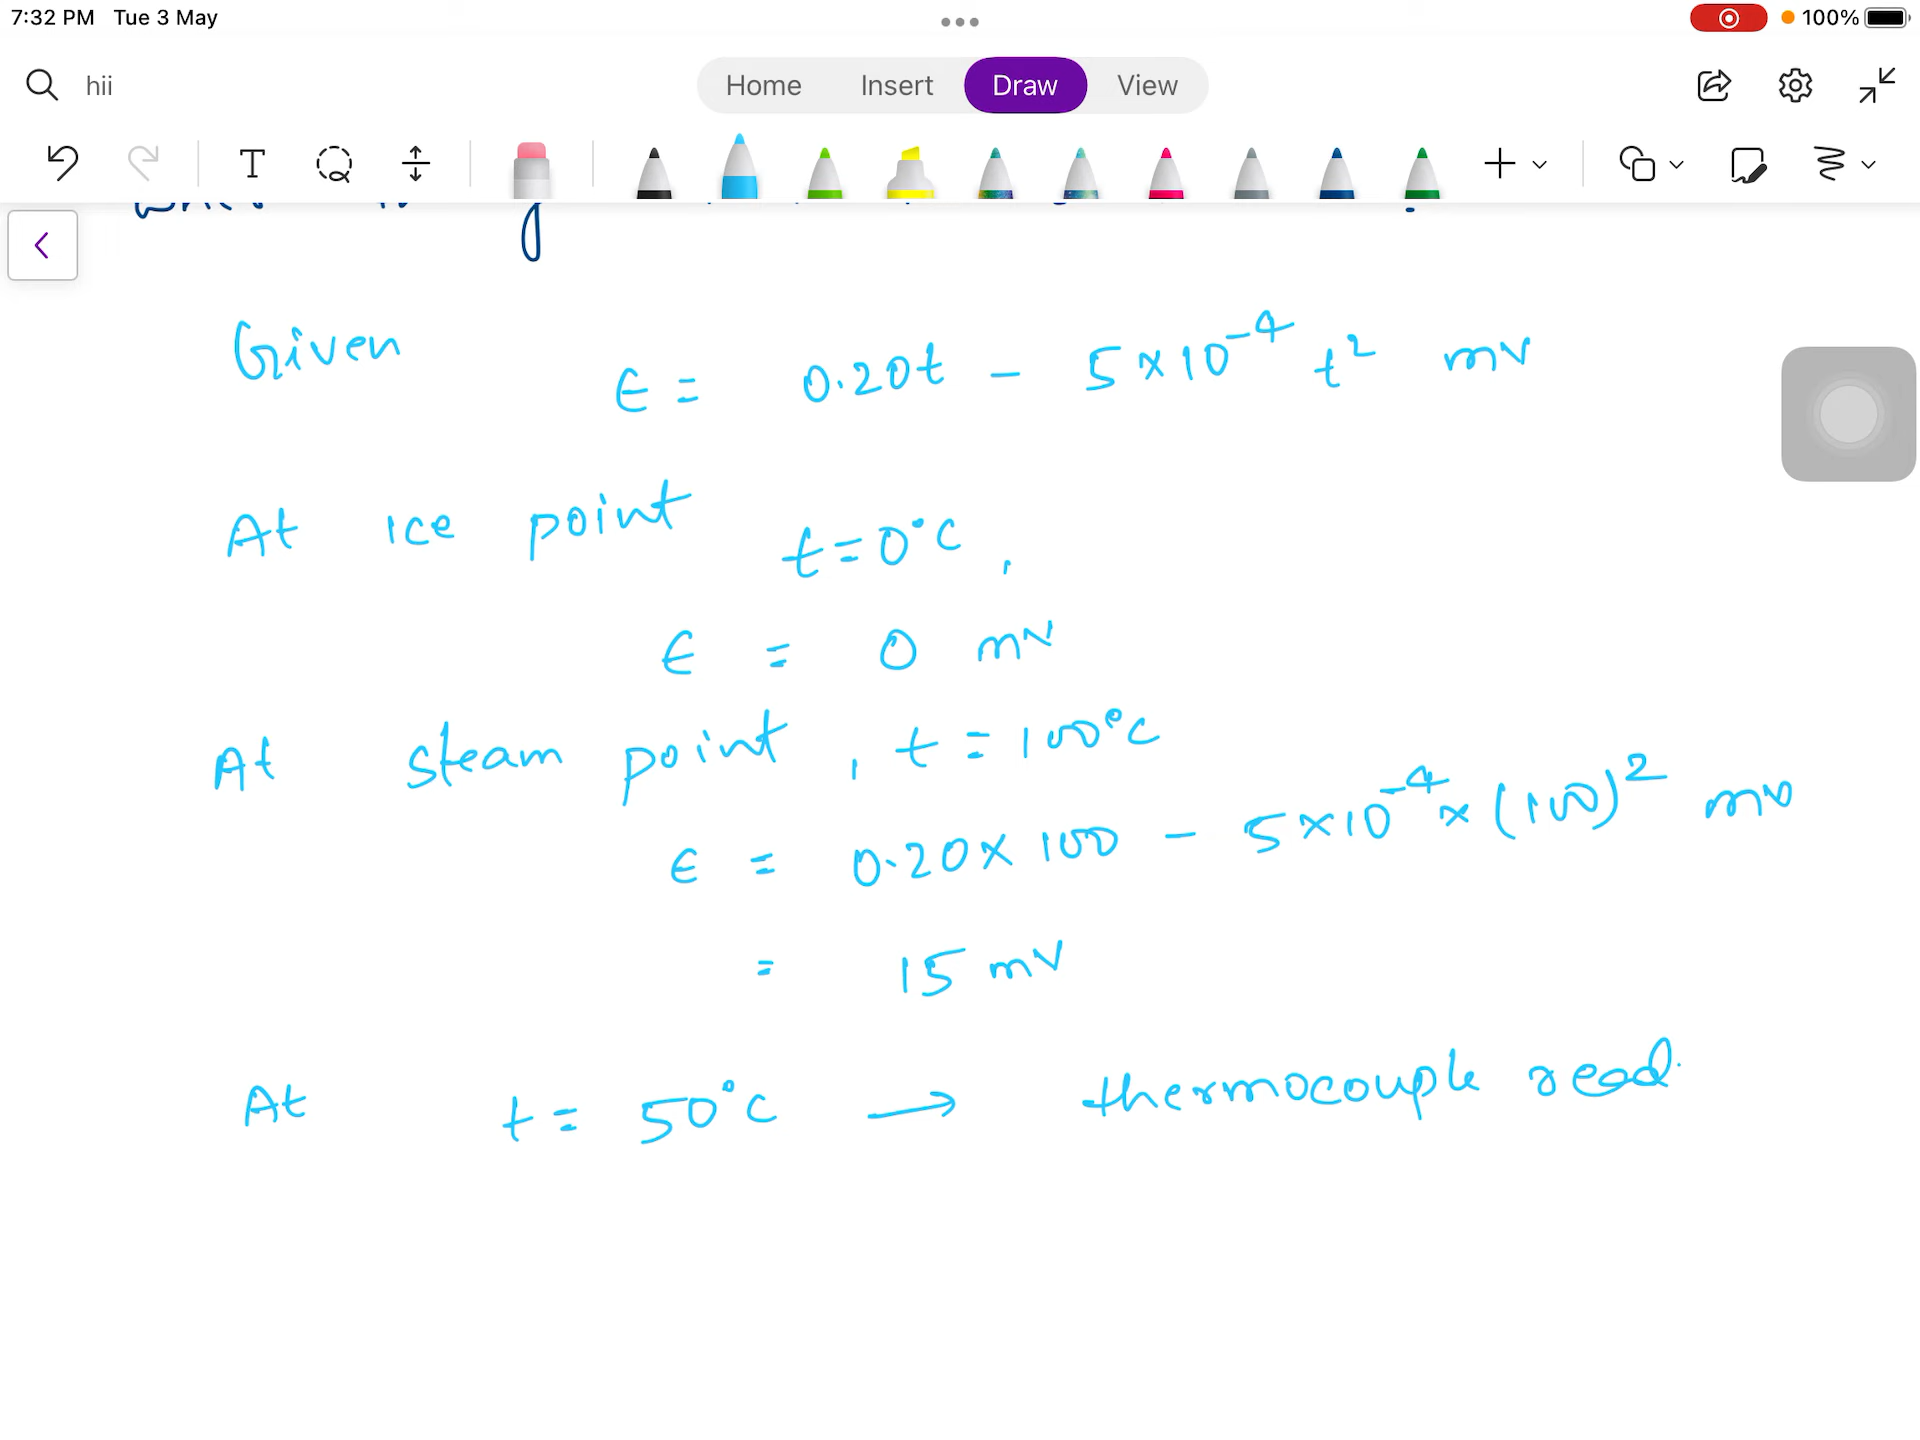 7:32 PM Tue 3 May
100%
hii
Home Insert Draw View
T
Given
ε = 0.20t - 5×10⁻⁴ t² mv
At ice point t=0°C,
ε = 0 mv
At steam point, t = 100°C
ε = 0.20×100 - 5×10⁻⁴×(100)² mv
= 15 mv
At t = 50°C → thermocouple read.